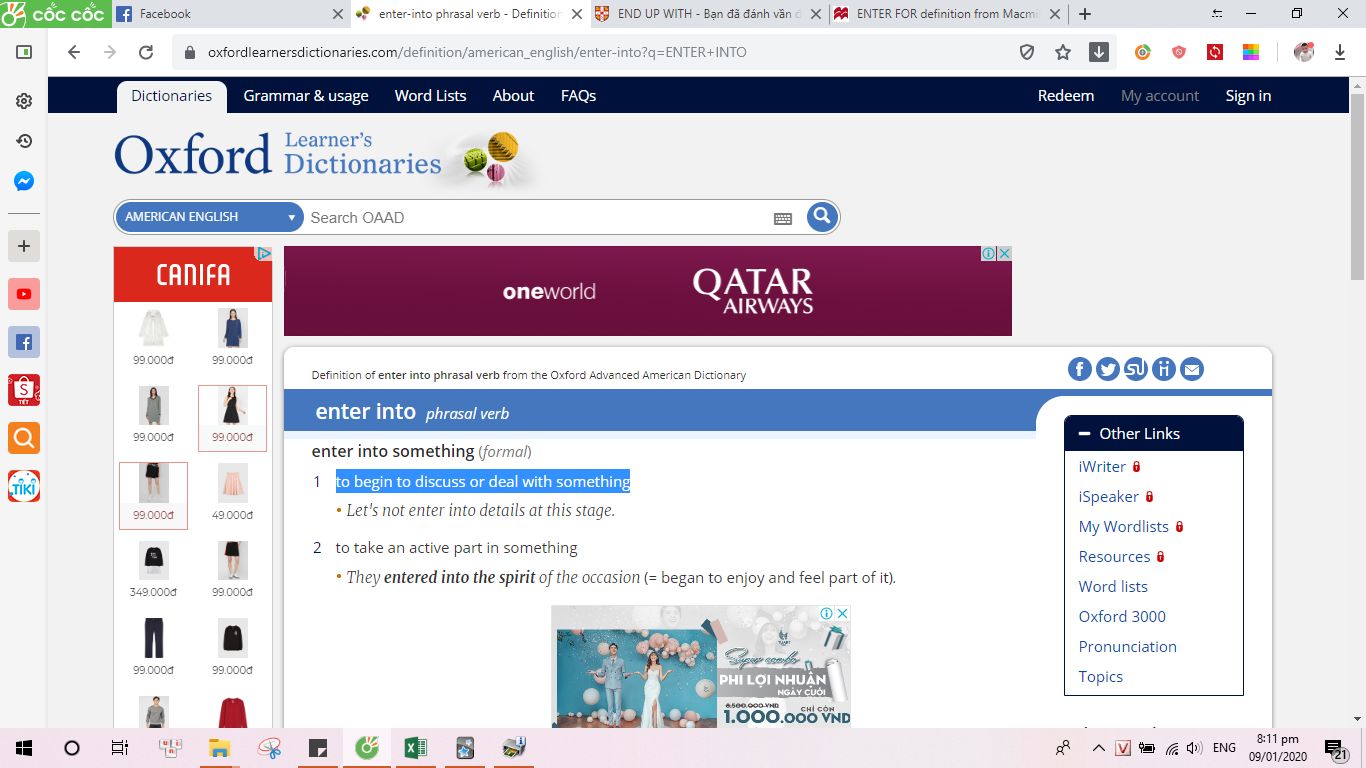 CỐC CỐC
Facebook
enter-into phrasal verb - Definition
END UP WITH - Bạn đã đánh vần đ
ENTER FOR definition from Macmi
oxfordlearnersdictionaries.com/definition/american_english/enter-into?q=ENTER+INTO
Dictionaries Grammar & usage Word Lists About FAQs Redeem My account Sign in
Oxford Learner's Dictionaries
AMERICAN ENGLISH Search OAAD
CANIFA
99.000đ 99.000đ
99.000đ 99.000đ
99.000đ 49.000đ
349.000đ 99.000đ
99.000đ 99.000đ
oneworld QATAR AIRWAYS
Definition of enter into phrasal verb from the Oxford Advanced American Dictionary
enter into phrasal verb
enter into something (formal)
1 to begin to discuss or deal with something
• Let's not enter into details at this stage.
2 to take an active part in something
• They entered into the spirit of the occasion (= began to enjoy and feel part of it).
Super combo
PHI LỢI NHUẬN
NGÀY CƯỚI
8.500.000 VND CHỈ CÒN
1.000.000 VND
Other Links
iWriter
iSpeaker
My Wordlists
Resources
Word lists
Oxford 3000
Pronunciation
Topics
TẾT
TIKI
ENG
8:11 pm
09/01/2020
21